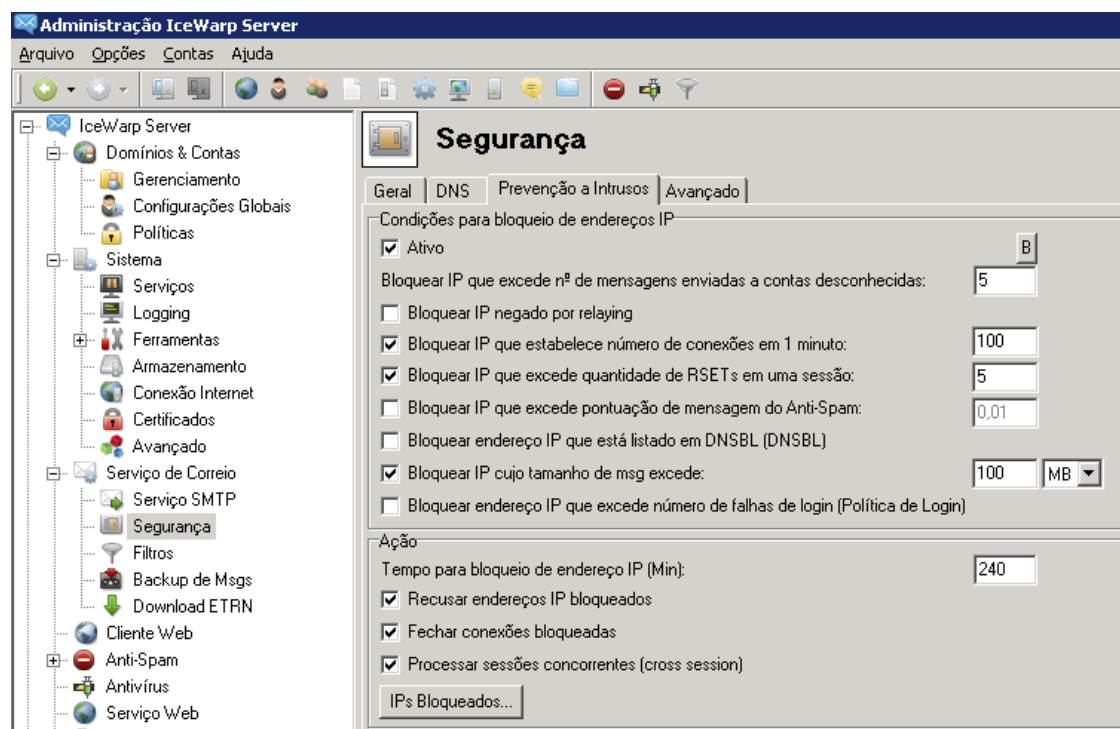 Administração IceWarp Server
Arquivo Opções Contas Ajuda
IceWarp Server
Domínios & Contas
Gerenciamento
Configurações Globais
Políticas
Sistema
Serviços
Logging
Ferramentas
Armazenamento
Conexão Internet
Certificados
Avançado
Serviço de Correio
Serviço SMTP
Segurança
Filtros
Backup de Msgs
Download ETRN
Cliente Web
Anti-Spam
Antivírus
Serviço Web
Segurança
Geral DNS Prevenção a Intrusos Avançado
Condições para bloqueio de endereços IP
Ativo B
Bloquear IP que excede nº de mensagens enviadas a contas desconhecidas: 5
Bloquear IP negado por relaying
Bloquear IP que estabelece número de conexões em 1 minuto: 100
Bloquear IP que excede quantidade de RSETs em uma sessão: 5
Bloquear IP que excede pontuação de mensagem do Anti-Spam: 0,01
Bloquear endereço IP que está listado em DNSBL (DNSBL)
Bloquear IP cujo tamanho de msg excede: 100 MB
Bloquear endereço IP que excede número de falhas de login (Política de Login)
Ação
Tempo para bloqueio de endereço IP (Min): 240
Recusar endereços IP bloqueados
Fechar conexões bloqueadas
Processar sessões concorrentes (cross session)
IPs Bloqueados...